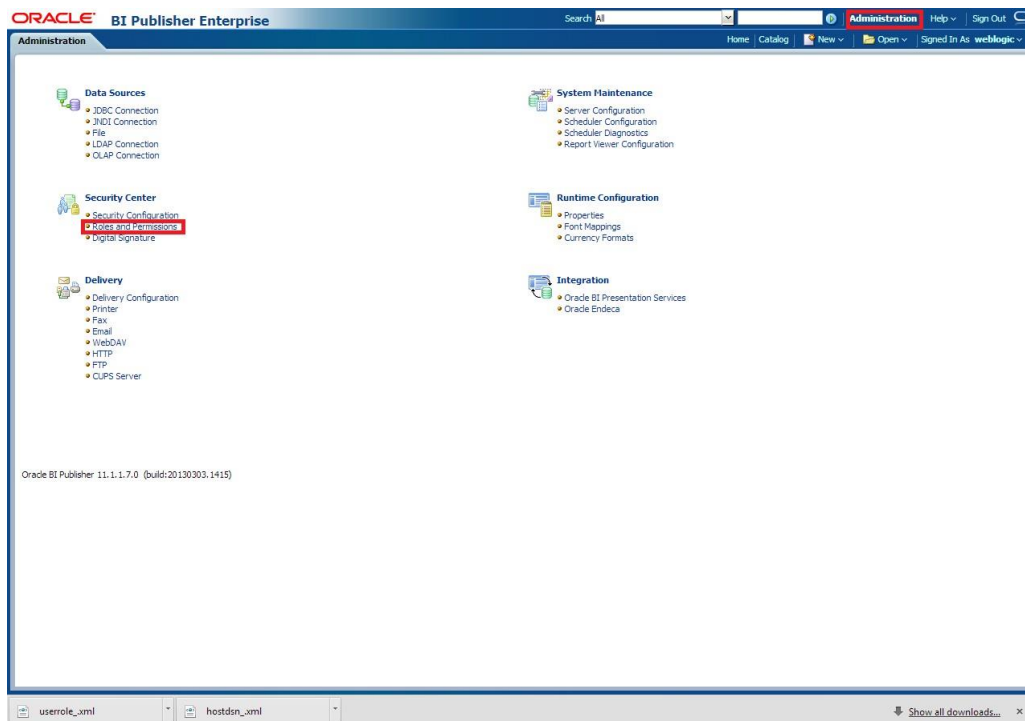 ORACLE® BI Publisher Enterprise
Search All
Administration Help Sign Out
Administration
Home Catalog New Open Signed In As weblogic
Data Sources
JDBC Connection
JNDI Connection
File
LDAP Connection
OLAP Connection
System Maintenance
Server Configuration
Scheduler Configuration
Scheduler Diagnostics
Report Viewer Configuration
Security Center
Security Configuration
Roles and Permissions
Digital Signature
Runtime Configuration
Properties
Font Mappings
Currency Formats
Delivery
Delivery Configuration
Printer
Fax
Email
WebDAV
HTTP
FTP
CUPS Server
Integration
Oracle BI Presentation Services
Oracle Endeca
Oracle BI Publisher 11.1.1.7.0 (build:20130303.1415)
userrole_.xml
hostdsn_.xml
Show all downloads...